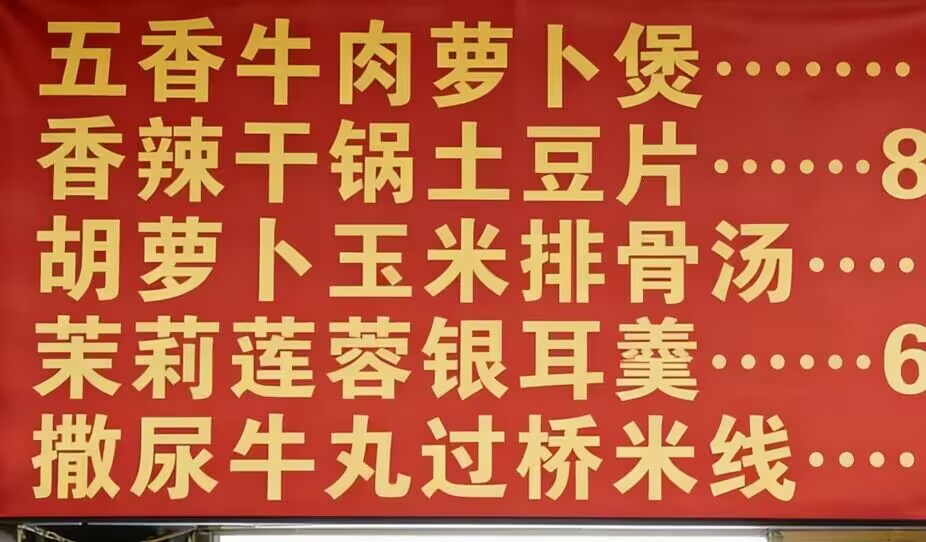 五香牛肉萝卜煲·······
香辣干锅土豆片······8
胡萝卜玉米排骨汤····
茉莉莲蓉银耳羹······6
撒尿牛丸过桥米线····